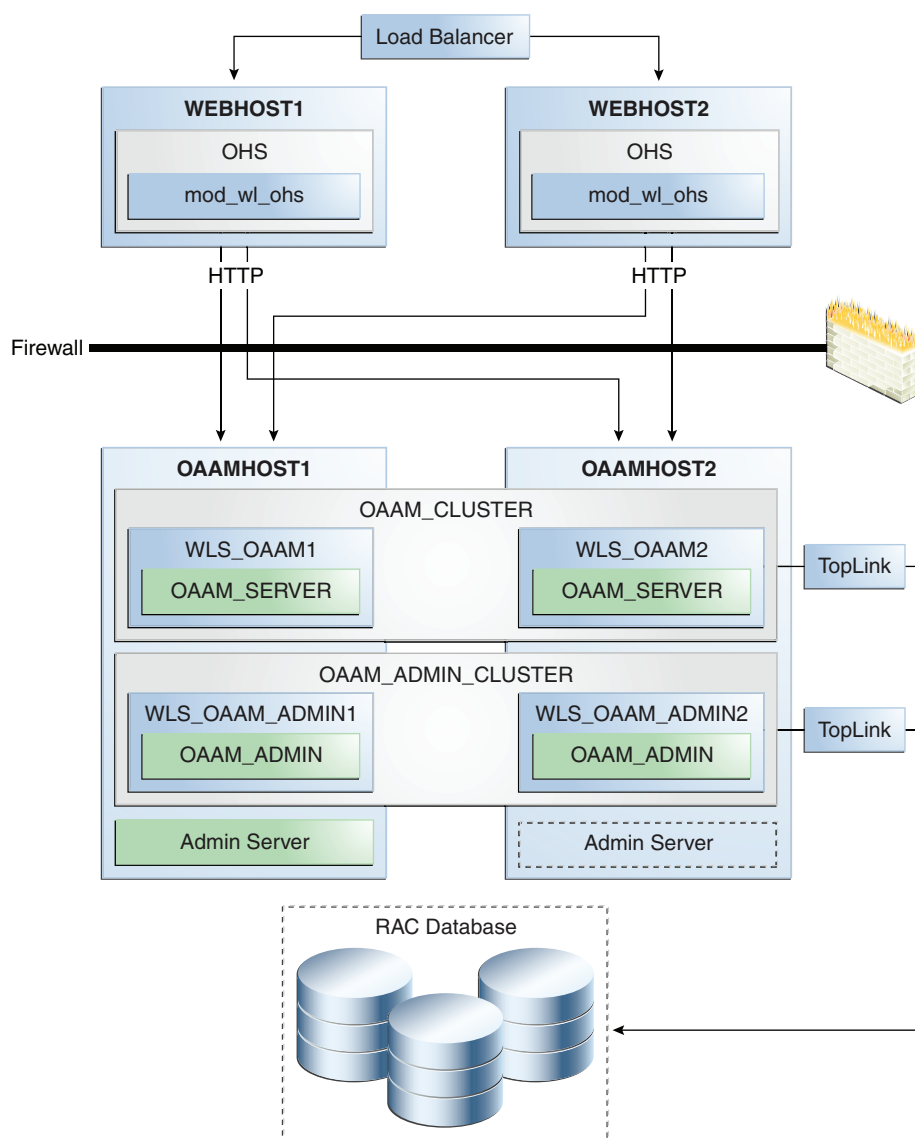 Load Balancer
WEBHOST1
WEBHOST2
OHS
OHS
mod_wl_ohs
mod_wl_ohs
HTTP
HTTP
Firewall
OAAMHOST1
OAAMHOST2
OAAM_CLUSTER
WLS_OAAM1
WLS_OAAM2
OAAM_SERVER
OAAM_SERVER
TopLink
OAAM_ADMIN_CLUSTER
WLS_OAAM_ADMIN1
WLS_OAAM_ADMIN2
OAAM_ADMIN
OAAM_ADMIN
TopLink
Admin Server
Admin Server
RAC Database